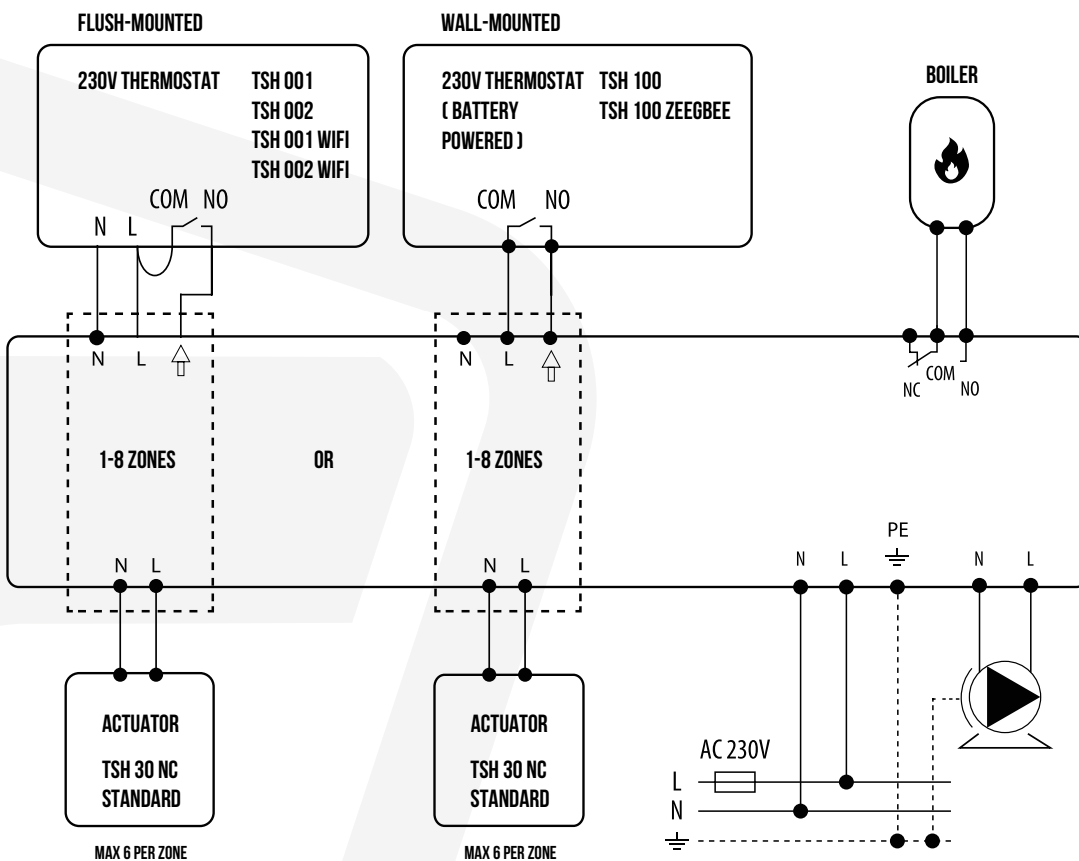 FLUSH-MOUNTED
230V THERMOSTAT
TSH 001
TSH 002
TSH 001 WIFI
TSH 002 WIFI
COM NO
N L
WALL-MOUNTED
230V THERMOSTAT
( BATTERY
POWERED )
TSH 100
TSH 100 ZEEGBEE
COM NO
BOILER
N L
N L
NC COM NO
1-8 ZONES
OR
1-8 ZONES
N L
N L
N L PE N L
ACTUATOR
TSH 30 NC
STANDARD
MAX 6 PER ZONE
ACTUATOR
TSH 30 NC
STANDARD
MAX 6 PER ZONE
AC 230V
L
N